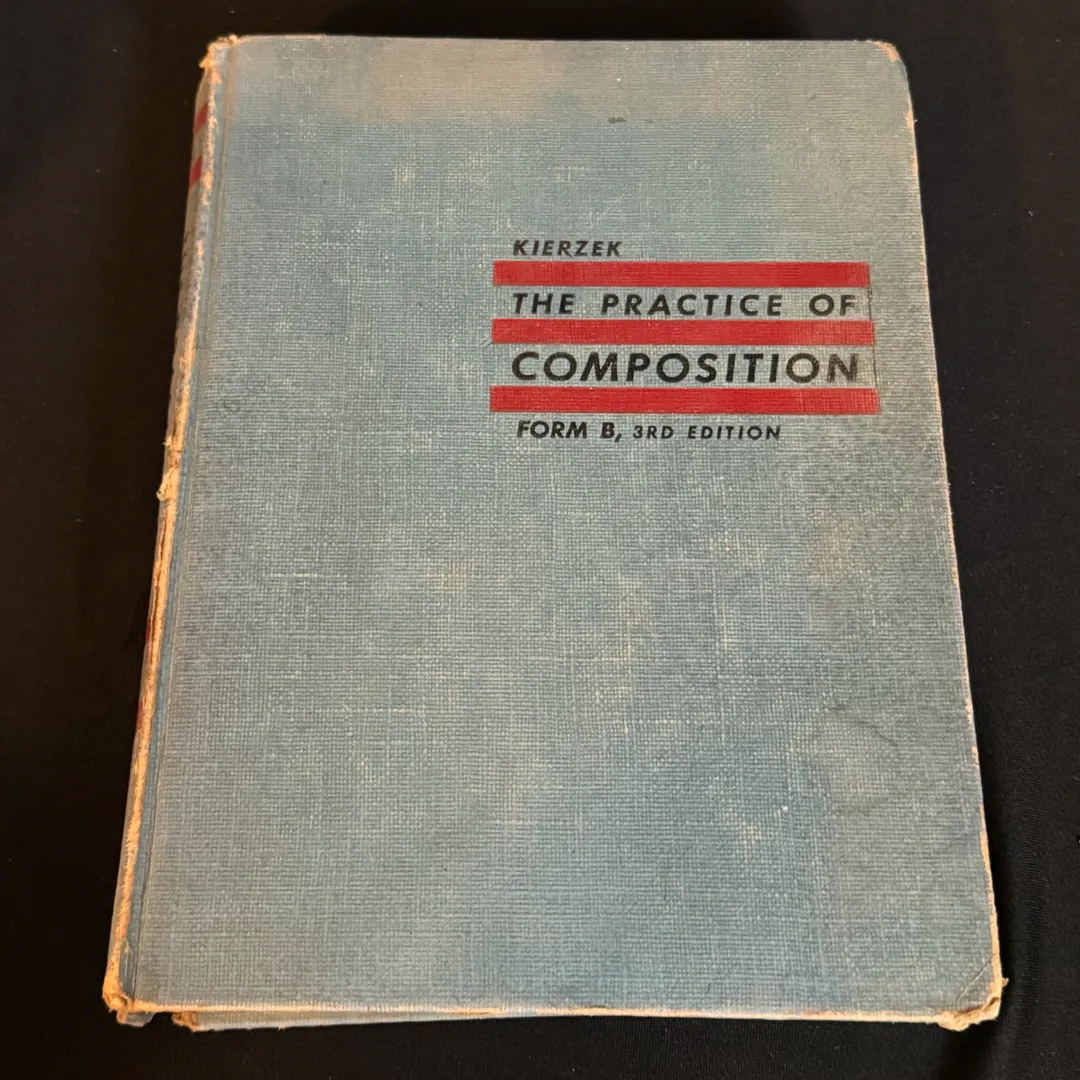 KIERZEK
THE PRACTICE OF
COMPOSITION
FORM B, 3RD EDITION